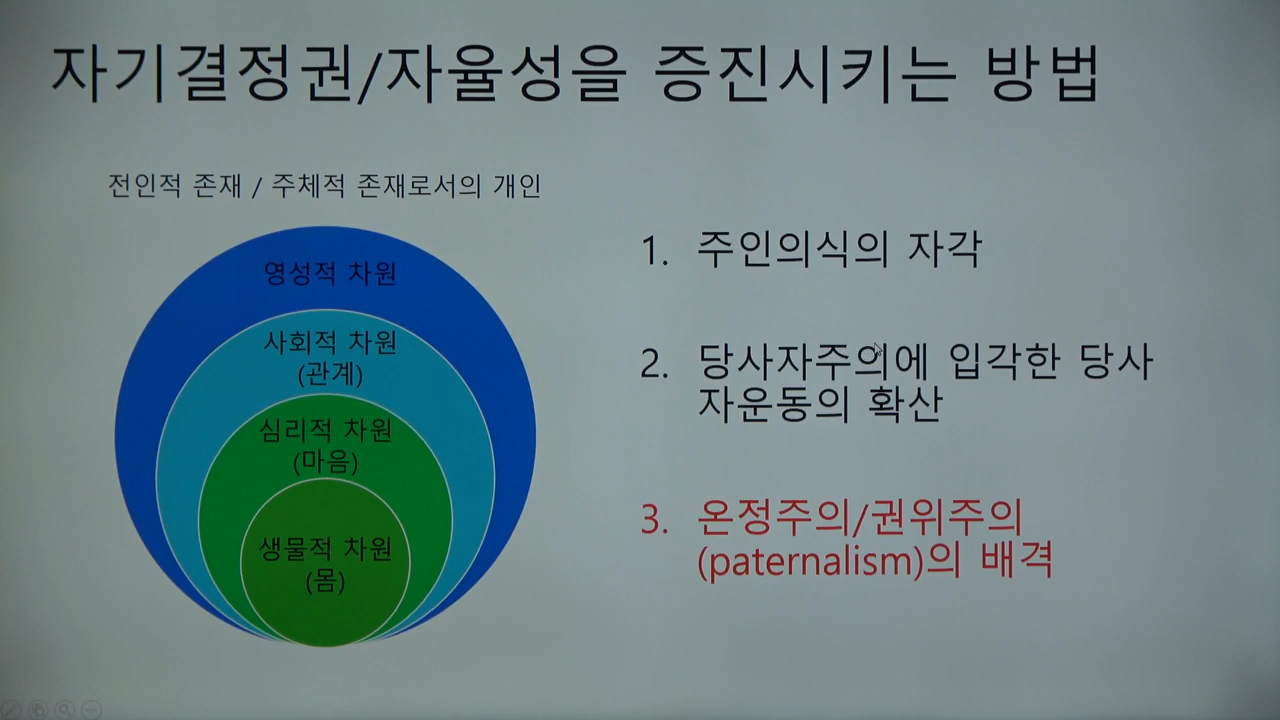 자기결정권/자율성을 증진시키는 방법
전인적 존재 / 주체적 존재로서의 개인
영성적 차원
사회적 차원
(관계)
심리적 차원
(마음)
생물적 차원
(몸)
1. 주인의식의 자각
2. 당사자주의에 입각한 당사
자운동의 확산
3. 온정주의/권위주의
(paternalism)의 배격